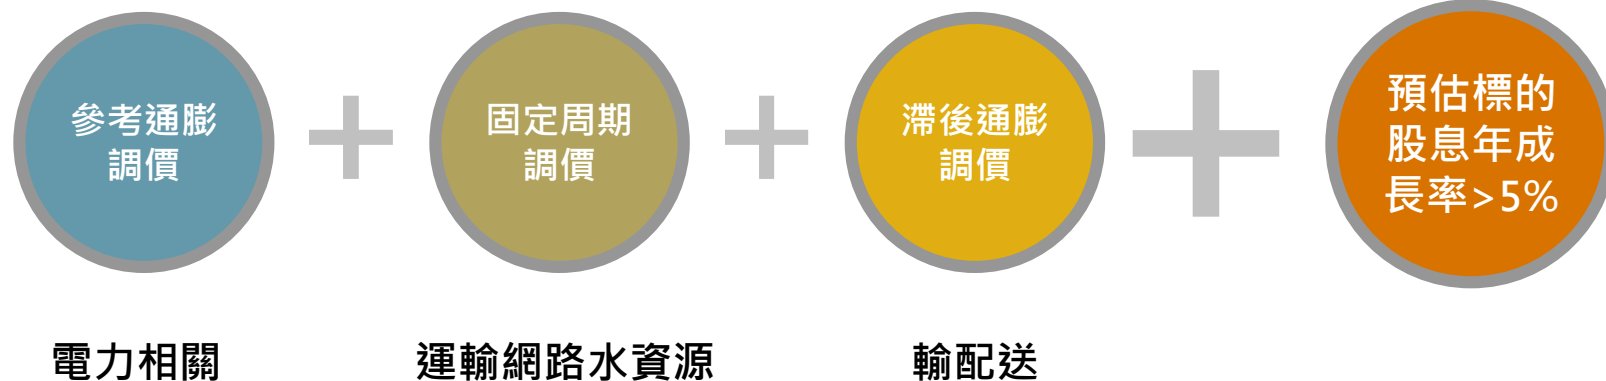 參考通膨
調價
固定周期
調價
滯後通膨
調價
預估標的
股息年成
長率>5%
電力相關
運輸網路水資源
輸配送